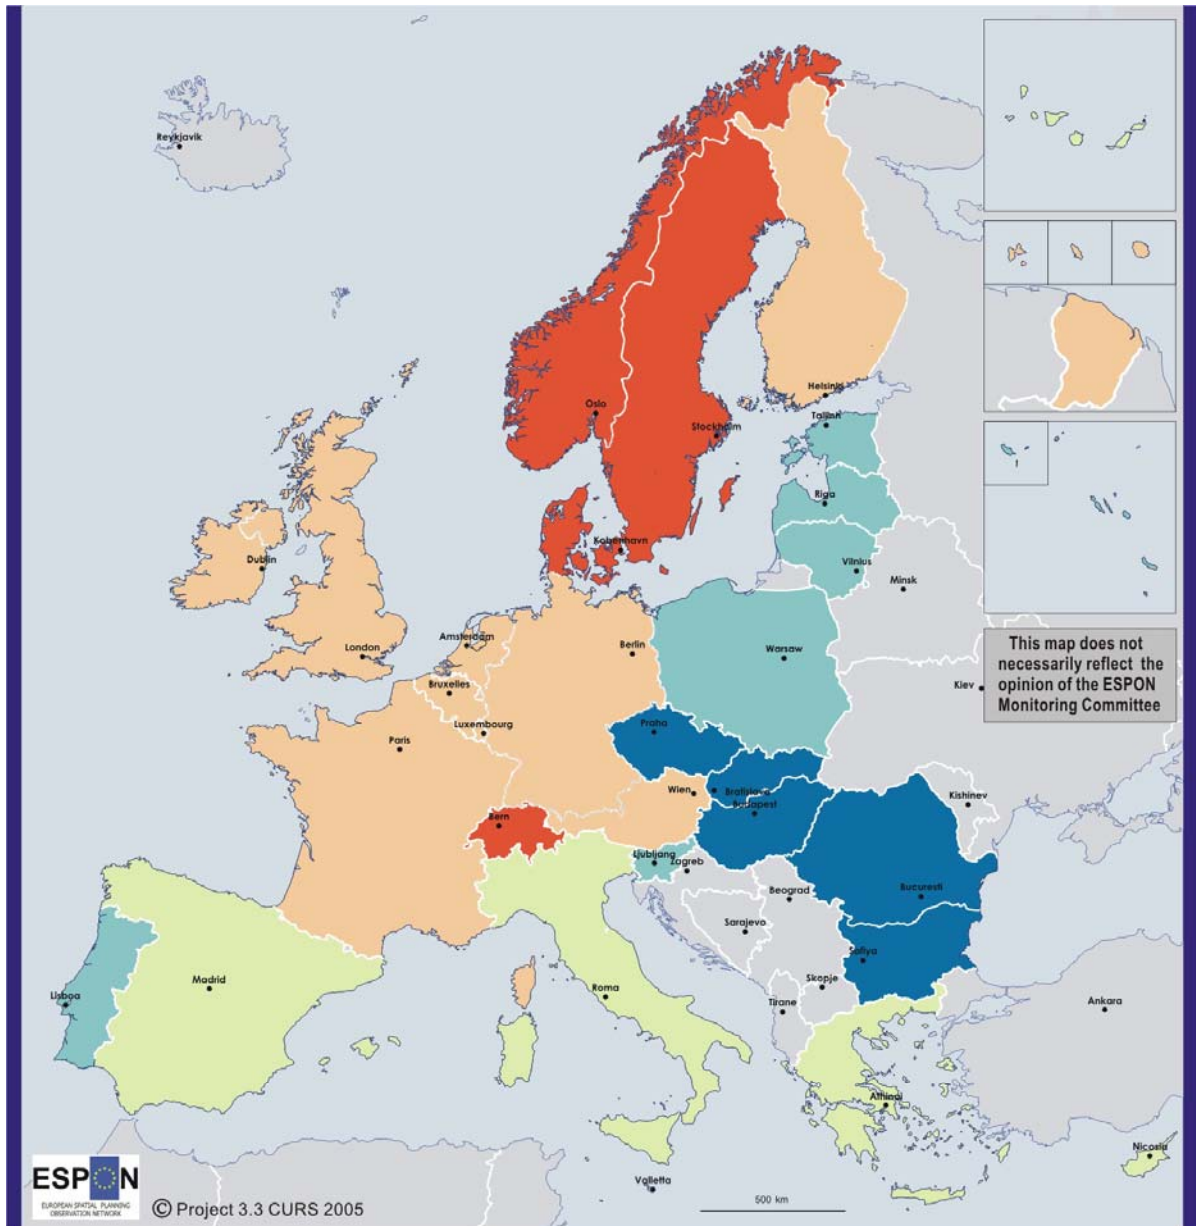 Reykjavik
Helsinki
Oslo
Tallinn
Stockholm
Riga
København
Vilnius
Dublin
Minsk
Amsterdam
London
Berlin
Warsaw
This map does not
necessarily reflect the
opinion of the ESPON
Monitoring Committee
Kiev
Bruxelles
Luxembourg
Praha
Paris
Wien
Bratislava
Budapest
Kishinev
Bern
Ljubljana
Zagreb
Beograd
Bucuresti
Sarajevo
Sofiya
Skopje
Madrid
Roma
Lisboa
Tirane
Ankara
Athinai
Nicosia
Valletta
ESPON
EUROPEAN SPATIAL PLANNING
OBSERVATION NETWORK
© Project 3.3 CURS 2005
500 km